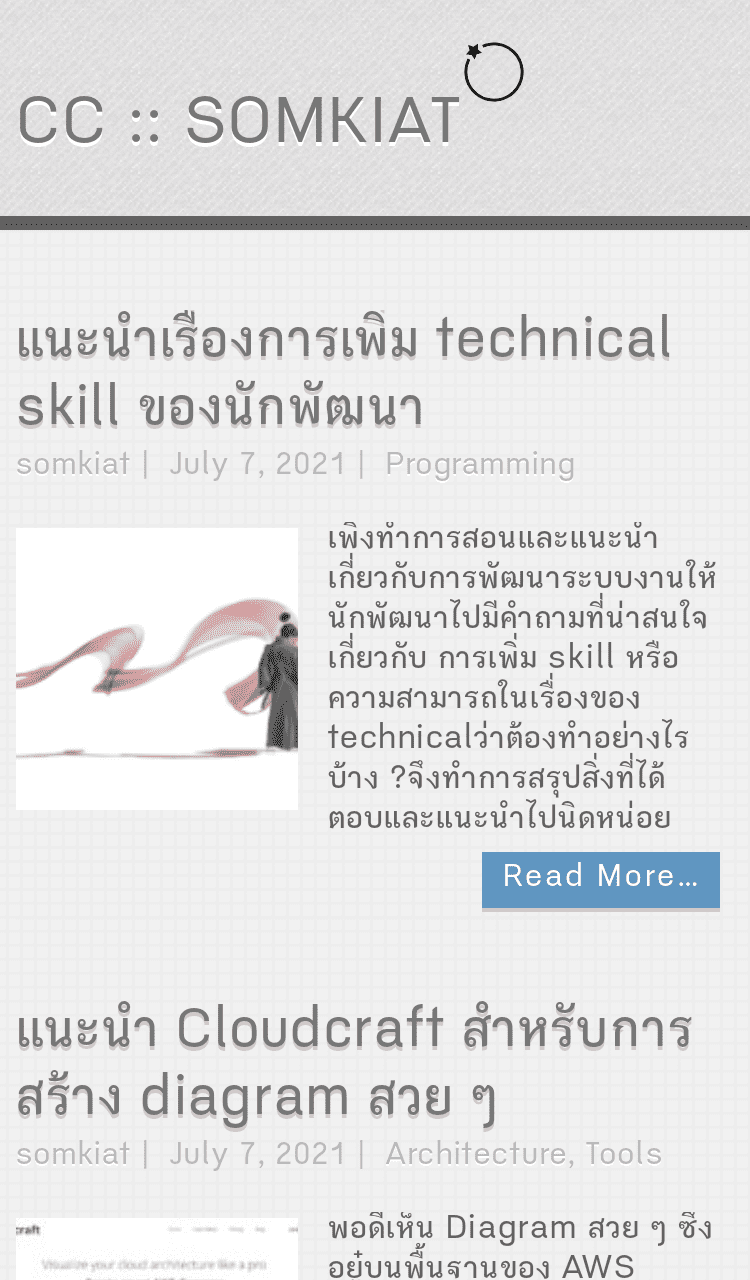 CC :: SOMKIAT
แนะนำเรื่องการเพิ่ม technical
skill ของนักพัฒนา
somkiat | July 7, 2021 | Programming
เพิ่งทำการสอนและแนะนำ
เกี่ยวกับการพัฒนาระบบงานให้
นักพัฒนาไปมีคำถามที่น่าสนใจ
เกี่ยวกับ การเพิ่ม skill หรือ
ความสามารถในเรื่องของ
technicalว่าต้องทำอย่างไร
บ้าง ?จึงทำการสรุปสิ่งที่ได้
ตอบและแนะนำไปนิดหน่อย
Read More...
แนะนำ Cloudcraft สำหรับการ
สร้าง diagram สวย ๆ
somkiat | July 7, 2021 | Architecture, Tools
craft
Visualize your cloud architecture like a pro
พอดีเห็น Diagram สวย ๆ ซึ่ง
อยู่บนพื้นฐานของ AWS